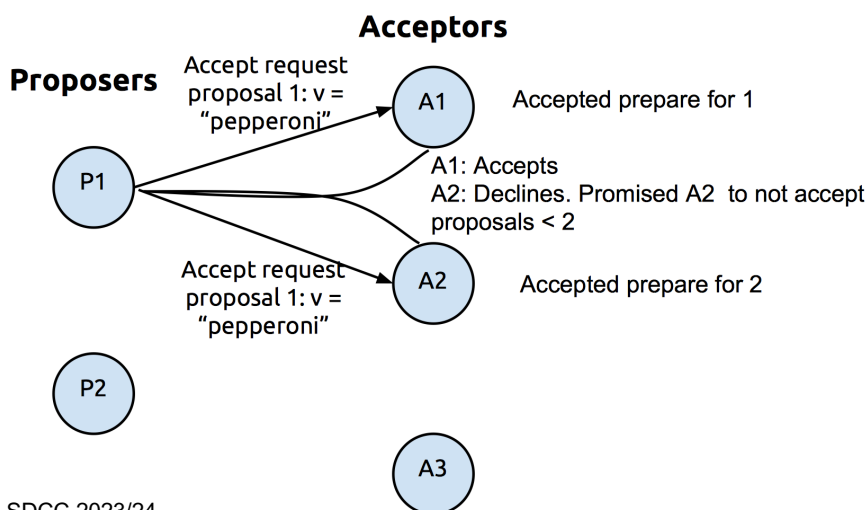 Acceptors
Proposers
Accept request
proposal 1: v =
“pepperoni”
A1
Accepted prepare for 1
P1
A1: Accepts
A2: Declines. Promised A2 to not accept
proposals < 2
Accept request
proposal 1: v =
“pepperoni”
A2
Accepted prepare for 2
P2
A3
SDCC 2023/24